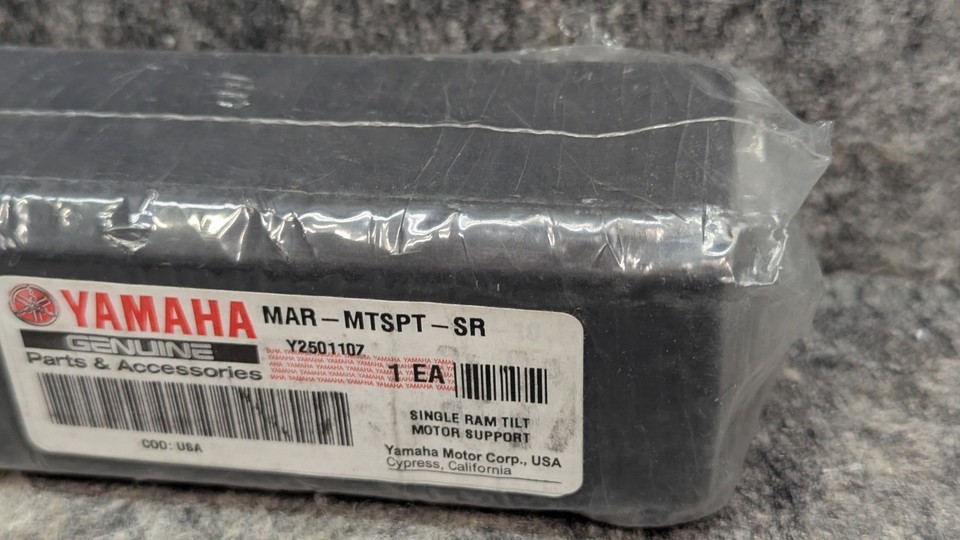 YAMAHA MAR-MTSPT-SR
GENUINE
Y2501107
Parts & Accessories
1 EA
SINGLE RAM TILT
MOTOR SUPPORT
COO: USA
Yamaha Motor Corp., USA
Cypress, California